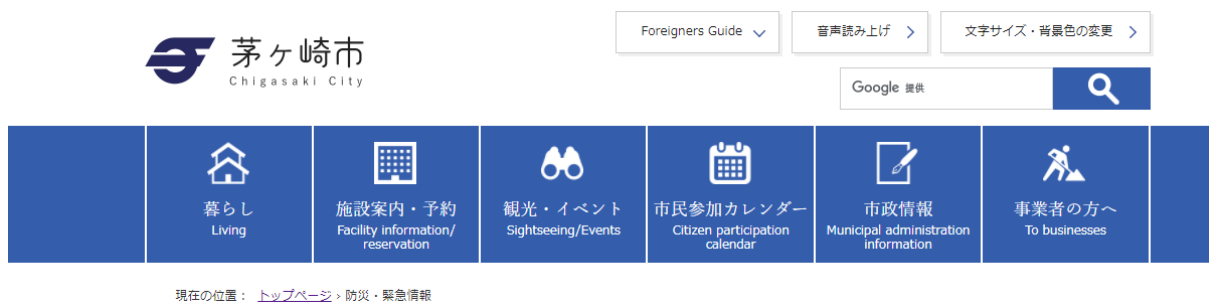 Foreigners Guide
音声読み上げ
文字サイズ・背景色の変更
茅ヶ崎市
Chigasaki City
Google 提供
暮らし
Living
施設案内・予約
Facility information/
reservation
観光・イベント
Sightseeing/Events
市民参加カレンダー
Citizen participation
calendar
市政情報
Municipal administration
information
事業者の方へ
To businesses
現在の位置： トップページ › 防災・緊急情報